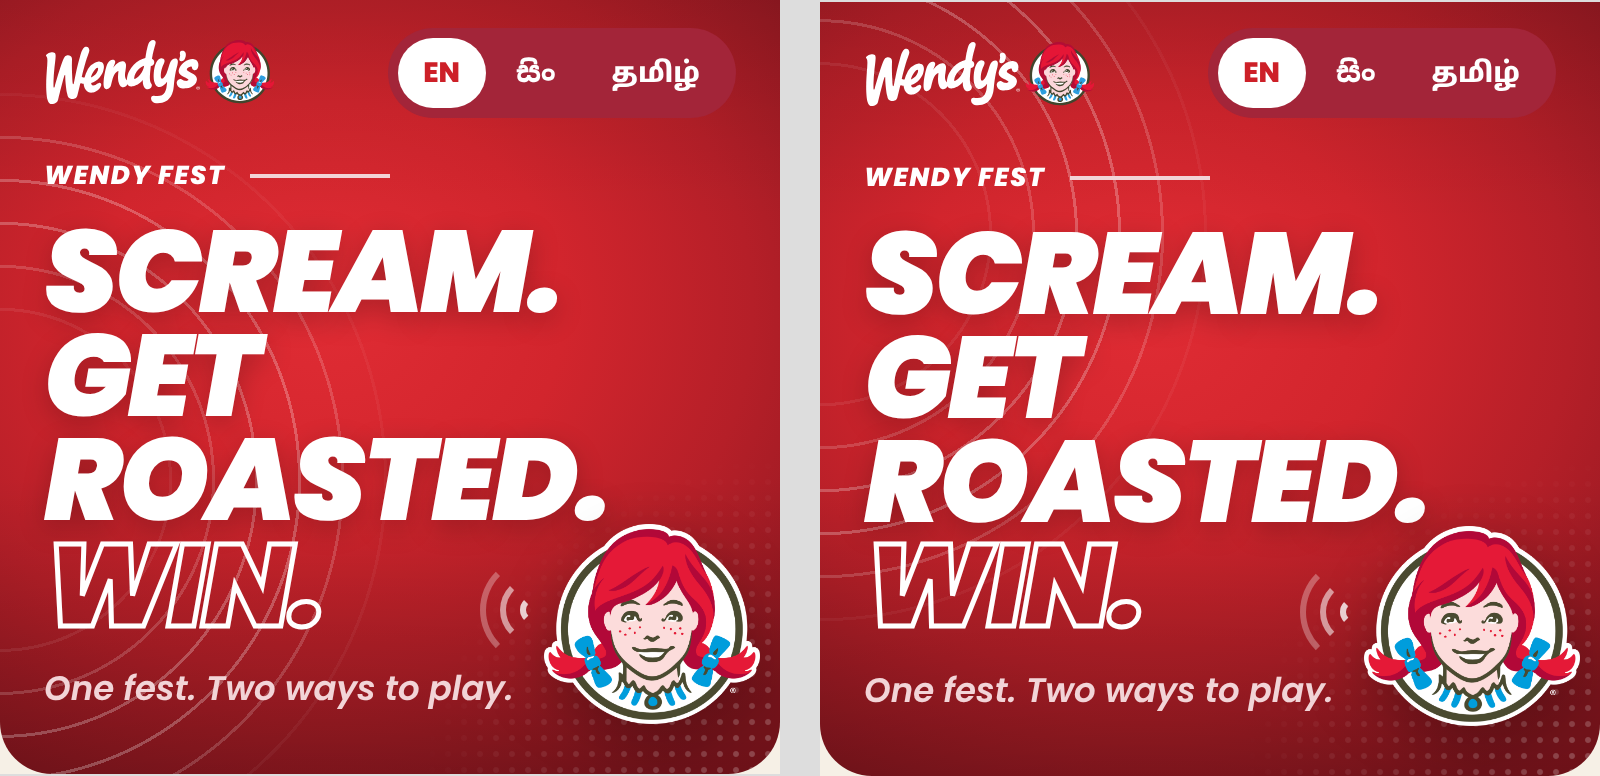 Wendy's
EN සිං தமிழ்
WENDY FEST
SCREAM.
GET
ROASTED.
WIN.
One fest. Two ways to play.
®
Wendy's
EN සිං தமிழ்
WENDY FEST
SCREAM.
GET
ROASTED.
WIN.
One fest. Two ways to play.
®